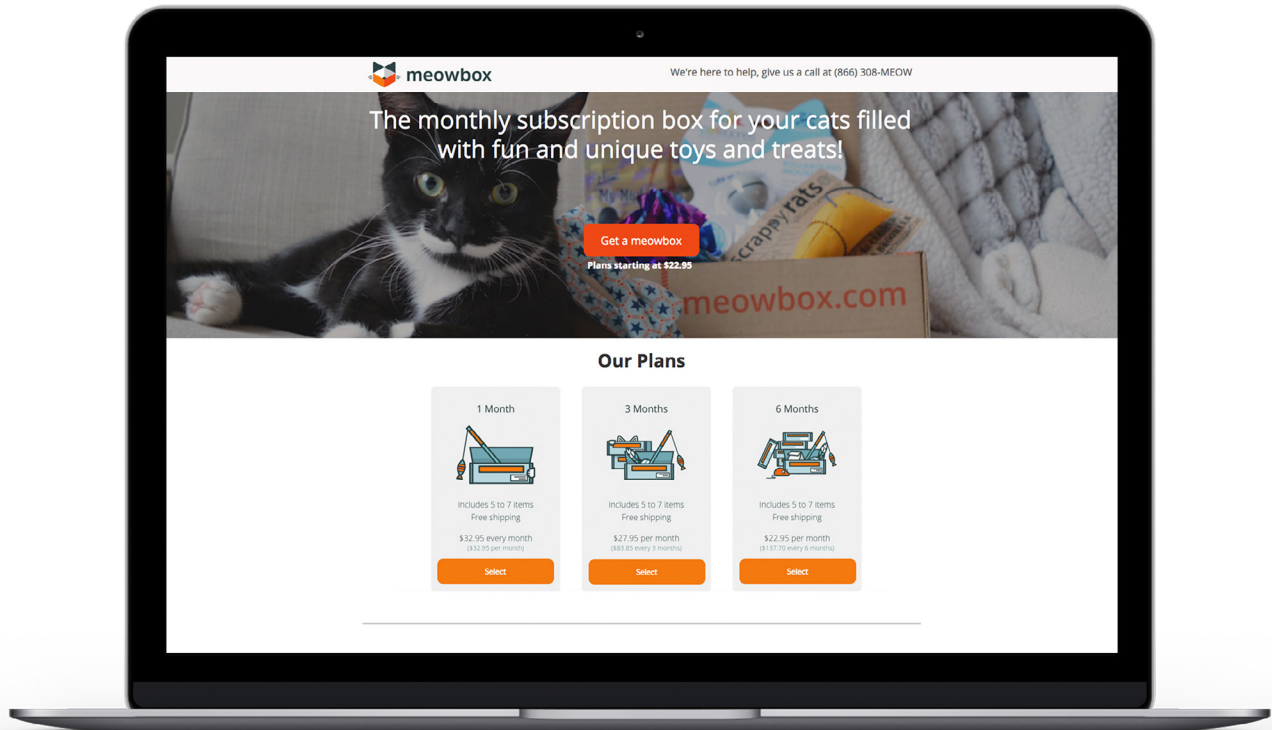 meowbox
We're here to help, give us a call at (866) 308-MEOW
The monthly subscription box for your cats filled
with fun and unique toys and treats!
scrappyrats
Get a meowbox
Plans starting at $22.95
meowbox.com
Our Plans
1 Month
Includes 5 to 7 items
Free shipping
$32.95 every month
($32.95 per month)
Select
3 Months
Includes 5 to 7 items
Free shipping
$27.95 per month
($83.85 every 3 months)
Select
6 Months
Includes 5 to 7 items
Free shipping
$22.95 per month
($137.70 every 6 months)
Select